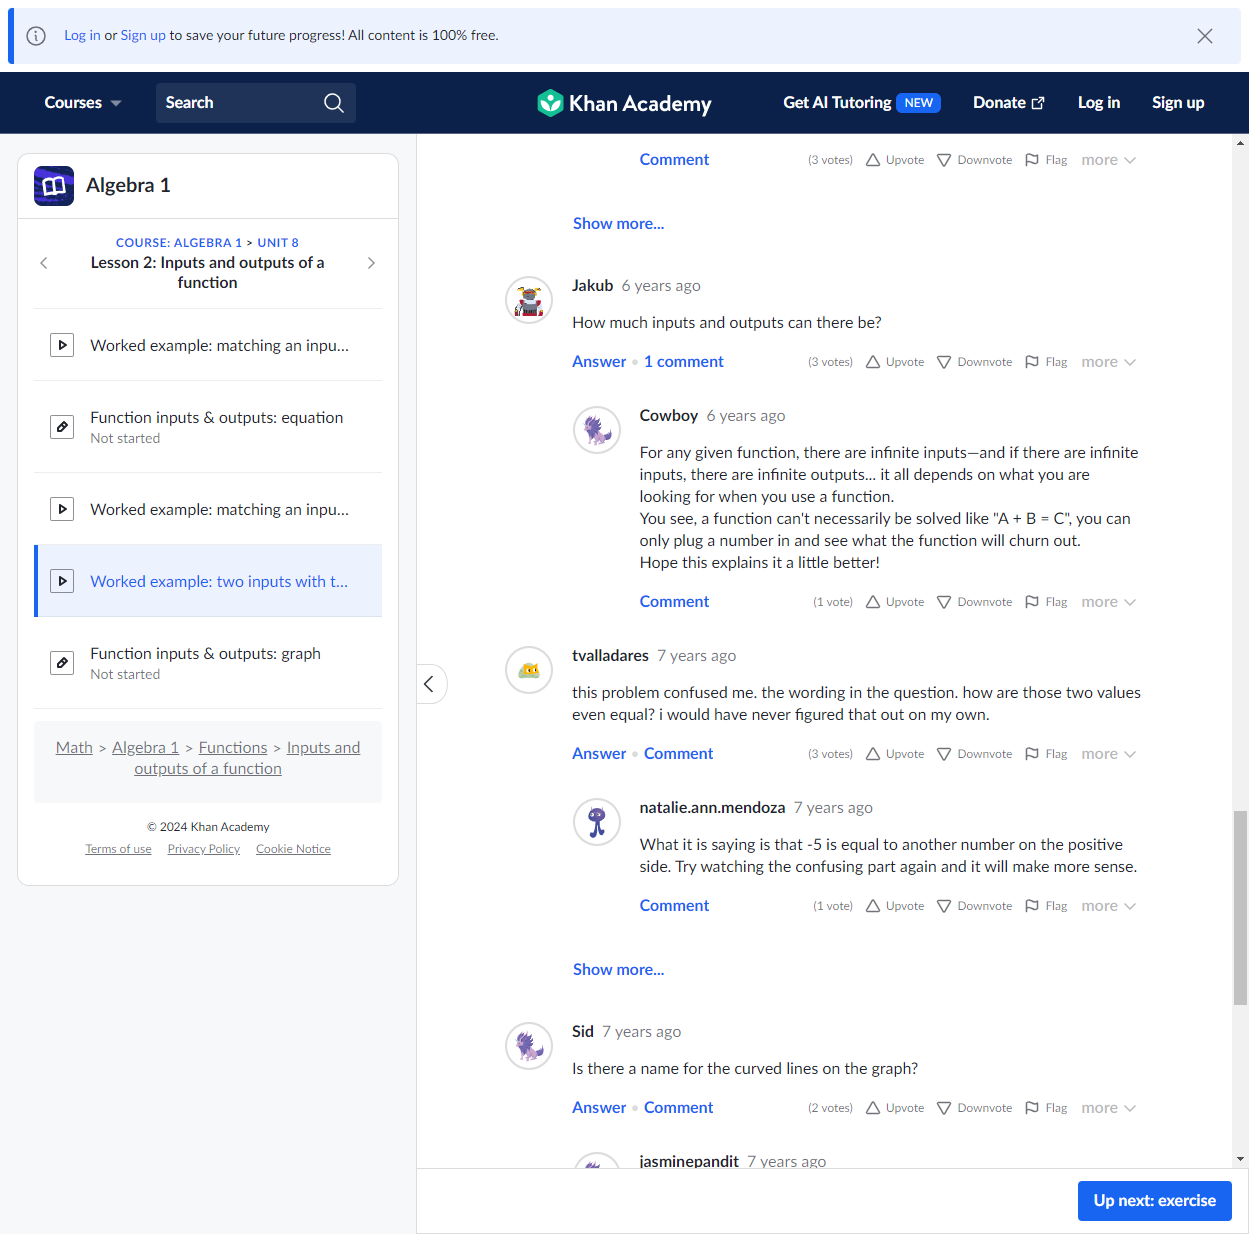 Log in or Sign up to save your future progress! All content is 100% free.
Courses
Search
Khan Academy
Get AI Tutoring NEW
Donate
Log in
Sign up
Algebra 1
COURSE: ALGEBRA 1 > UNIT 8
Lesson 2: Inputs and outputs of a
function
Worked example: matching an inpu...
Function inputs & outputs: equation
Not started
Worked example: matching an inpu...
Worked example: two inputs with t...
Function inputs & outputs: graph
Not started
Math > Algebra 1 > Functions > Inputs and
outputs of a function
© 2024 Khan Academy
Terms of use Privacy Policy Cookie Notice
Comment (3 votes) Upvote Downvote Flag more
Show more...
Jakub 6 years ago
How much inputs and outputs can there be?
Answer • 1 comment (3 votes) Upvote Downvote Flag more
Cowboy 6 years ago
For any given function, there are infinite inputs—and if there are infinite
inputs, there are infinite outputs... it all depends on what you are
looking for when you use a function.
You see, a function can't necessarily be solved like "A + B = C", you can
only plug a number in and see what the function will churn out.
Hope this explains it a little better!
Comment (1 vote) Upvote Downvote Flag more
tvalladares 7 years ago
this problem confused me. the wording in the question. how are those two values
even equal? i would have never figured that out on my own.
Answer • Comment (3 votes) Upvote Downvote Flag more
natalie.ann.mendoza 7 years ago
What it is saying is that -5 is equal to another number on the positive
side. Try watching the confusing part again and it will make more sense.
Comment (1 vote) Upvote Downvote Flag more
Show more...
Sid 7 years ago
Is there a name for the curved lines on the graph?
Answer • Comment (2 votes) Upvote Downvote Flag more
jasminepandit 7 years ago
Up next: exercise